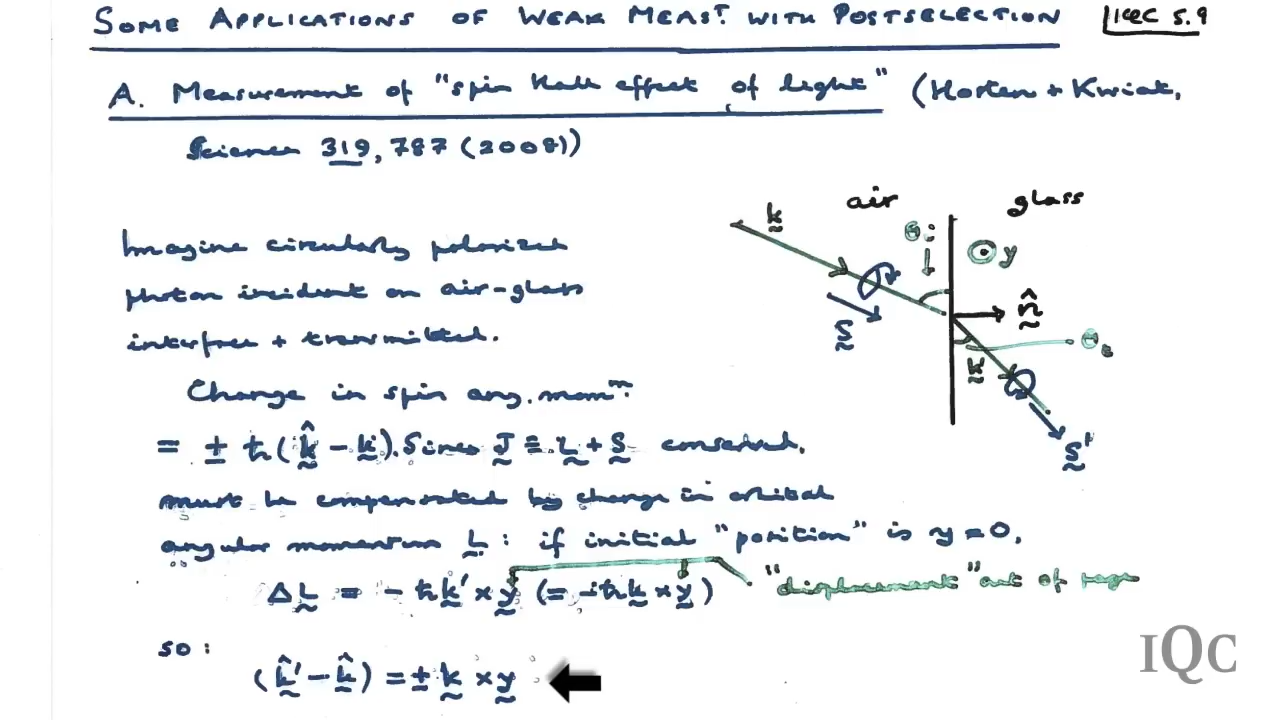 SOME APPLICATIONS OF WEAK MEAST WITH POSTSELECTION
IQC 5.9
A. Measurement of "spin Hall effect of light" (Hosten + Kwiat,
Science 319, 787 (2008))
air glass
k
θi
y
n̂
S
θt
k
S'
Imagine circularly polarized
photon incident on air-glass
interface + transmitted.
Change in spin ang. momm.
= ± ħ(k̂ - k). Since J ≡ L + S conserved,
must be compensated by change in orbital
angular momentum L: if initial "position" is y = 0,
ΔL = - ħk' × y (= -ħk × y) "displacement" out of page
so:
(k̂' - k̂) = ± k × y
IQC